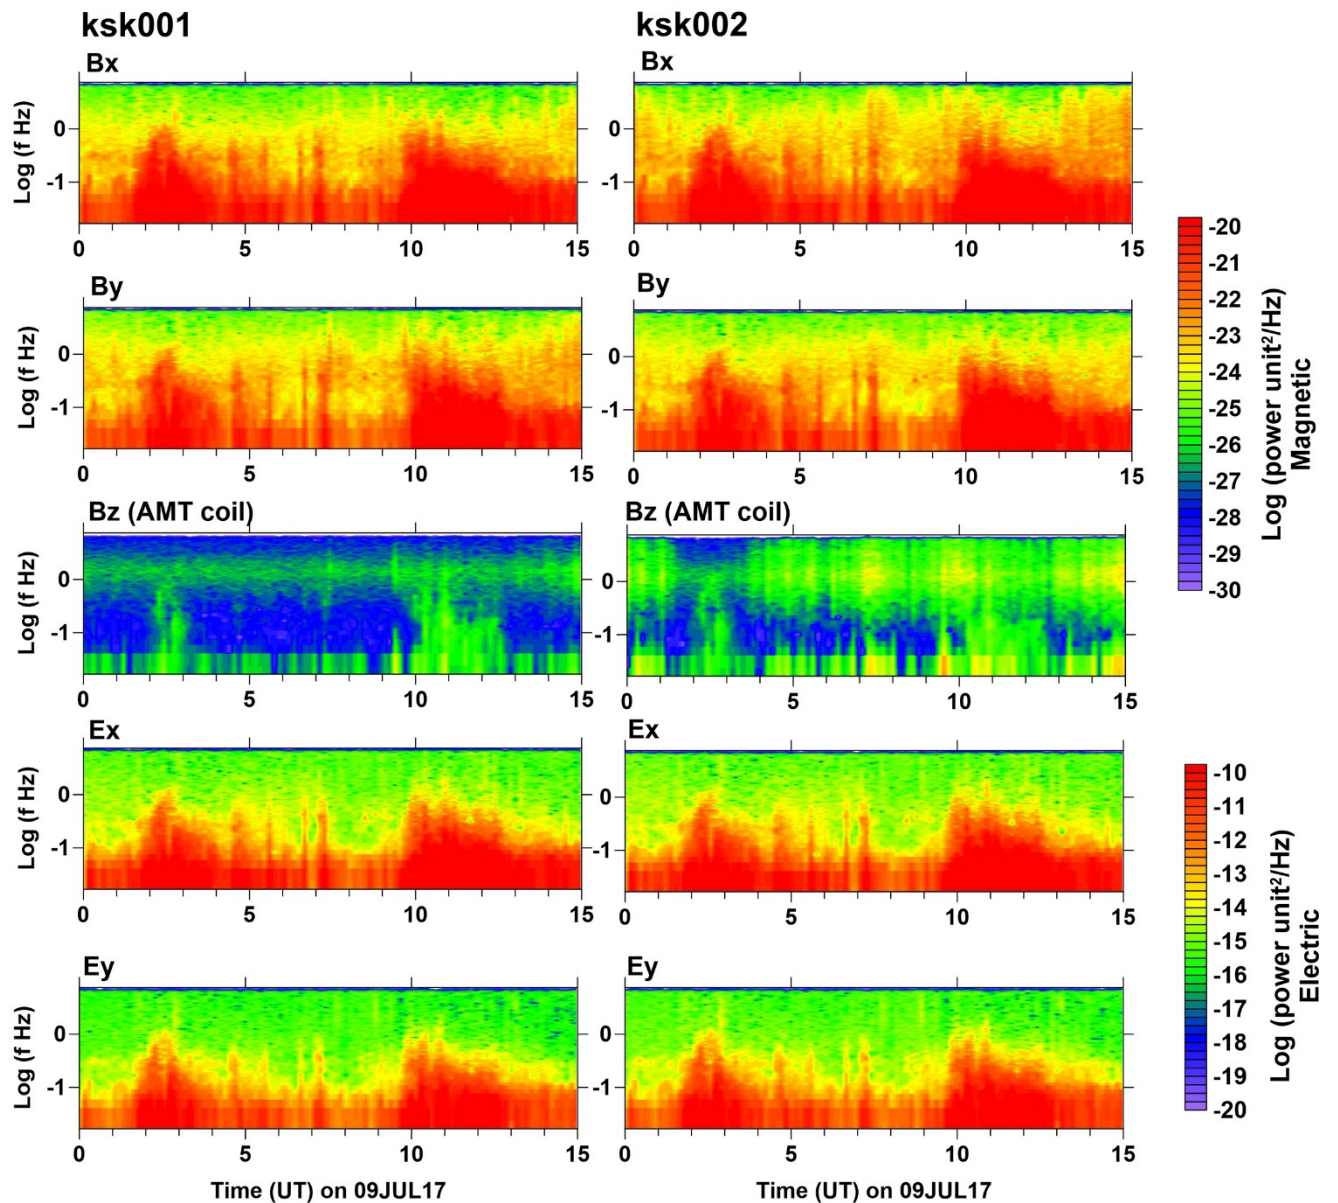 ksk001 ksk002
Bx Bx
Log (f Hz) 0 -1 0 -1
0 5 10 15 0 5 10 15
By By
Log (f Hz) 0 -1 0 -1
0 5 10 15 0 5 10 15
Bz (AMT coil) Bz (AMT coil)
Log (f Hz) 0 -1 0 -1
0 5 10 15 0 5 10 15
Ex Ex
Log (f Hz) 0 -1 0 -1
0 5 10 15 0 5 10 15
Ey Ey
Log (f Hz) 0 -1 0 -1
0 5 10 15 0 5 10 15
Time (UT) on 09JUL17 Time (UT) on 09JUL17
-20
-21
-22
-23
-24
-25
-26
-27
-28
-29
-30
Log (power unit²/Hz)
Magnetic
-10
-11
-12
-13
-14
-15
-16
-17
-18
-19
-20
Log (power unit²/Hz)
Electric